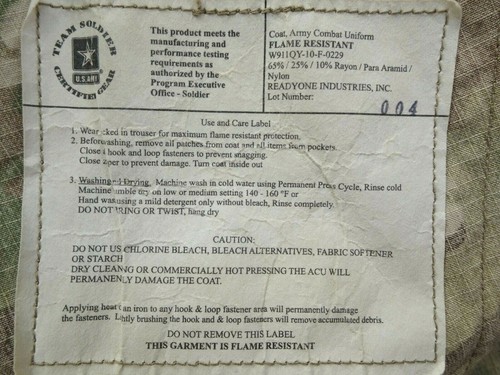 TEAM SOLDIER
U.S. ARMY
CERTIFIED GEAR
This product meets the
manufacturing and
performance testing
requirements as
authorized by the
Program Executive
Office - Soldier
Coat, Army Combat Uniform
FLAME RESISTANT
W911QY-10-F-0229
65% / 25% / 10% Rayon / Para Aramid /
Nylon
READYONE INDUSTRIES, INC.
Lot Number:
004
Use and Care Label
1. Wear cked in trouser for maximum flame resistant protection.
2. Before washing, remove all patches from coat and all items from pockets.
Close hook and loop fasteners to prevent snagging.
Close zper to prevent damage. Turn coat inside out
3. Washing and Drying, Machine wash in cold water using Permanent Press Cycle, Rinse cold
Machine umble dry on low or medium setting 140 - 160 °F or
Hand wash using a mild detergent only without bleach, Rinse completely.
DO NOT WRING OR TWIST, hang dry
CAUTION:
DO NOT US CHLORINE BLEACH, BLEACH ALTERNATIVES, FABRIC SOFTENER
OR STARCH
DRY CLEANG OR COMMERCIALLY HOT PRESSING THE ACU WILL
PERMANENLY DAMAGE THE COAT.
Applying heat an iron to any hook & loop fastener area will permanently damage
the fasteners. Lightly brushing the hook and & loop fasteners will remove accumulated debris.
DO NOT REMOVE THIS LABEL
THIS GARMENT IS FLAME RESISTANT